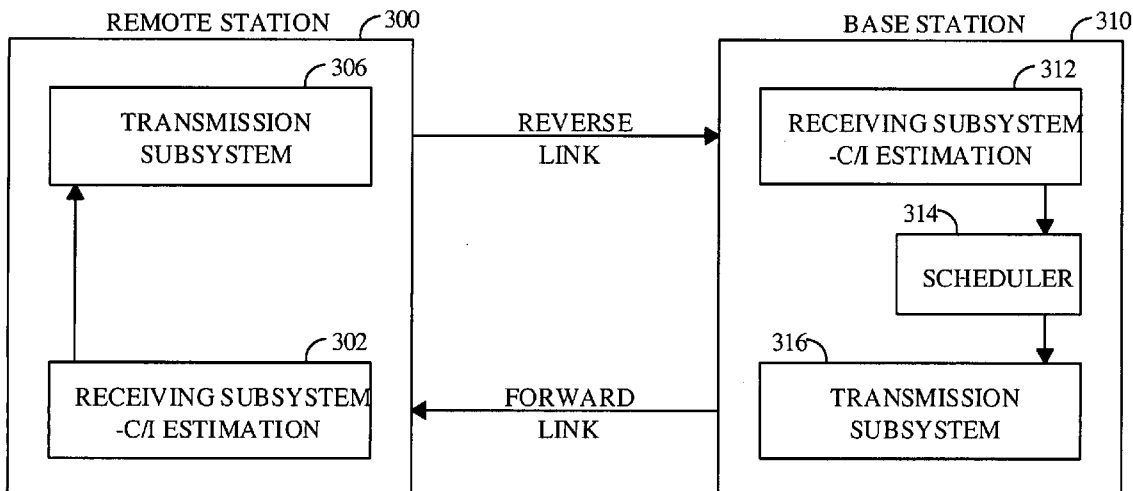 REMOTE STATION
300
306
TRANSMISSION
SUBSYSTEM
302
RECEIVING SUBSYSTEM
-C/I ESTIMATION
REVERSE
LINK
FORWARD
LINK
BASE STATION
310
312
RECEIVING SUBSYSTEM
-C/I ESTIMATION
314
SCHEDULER
316
TRANSMISSION
SUBSYSTEM